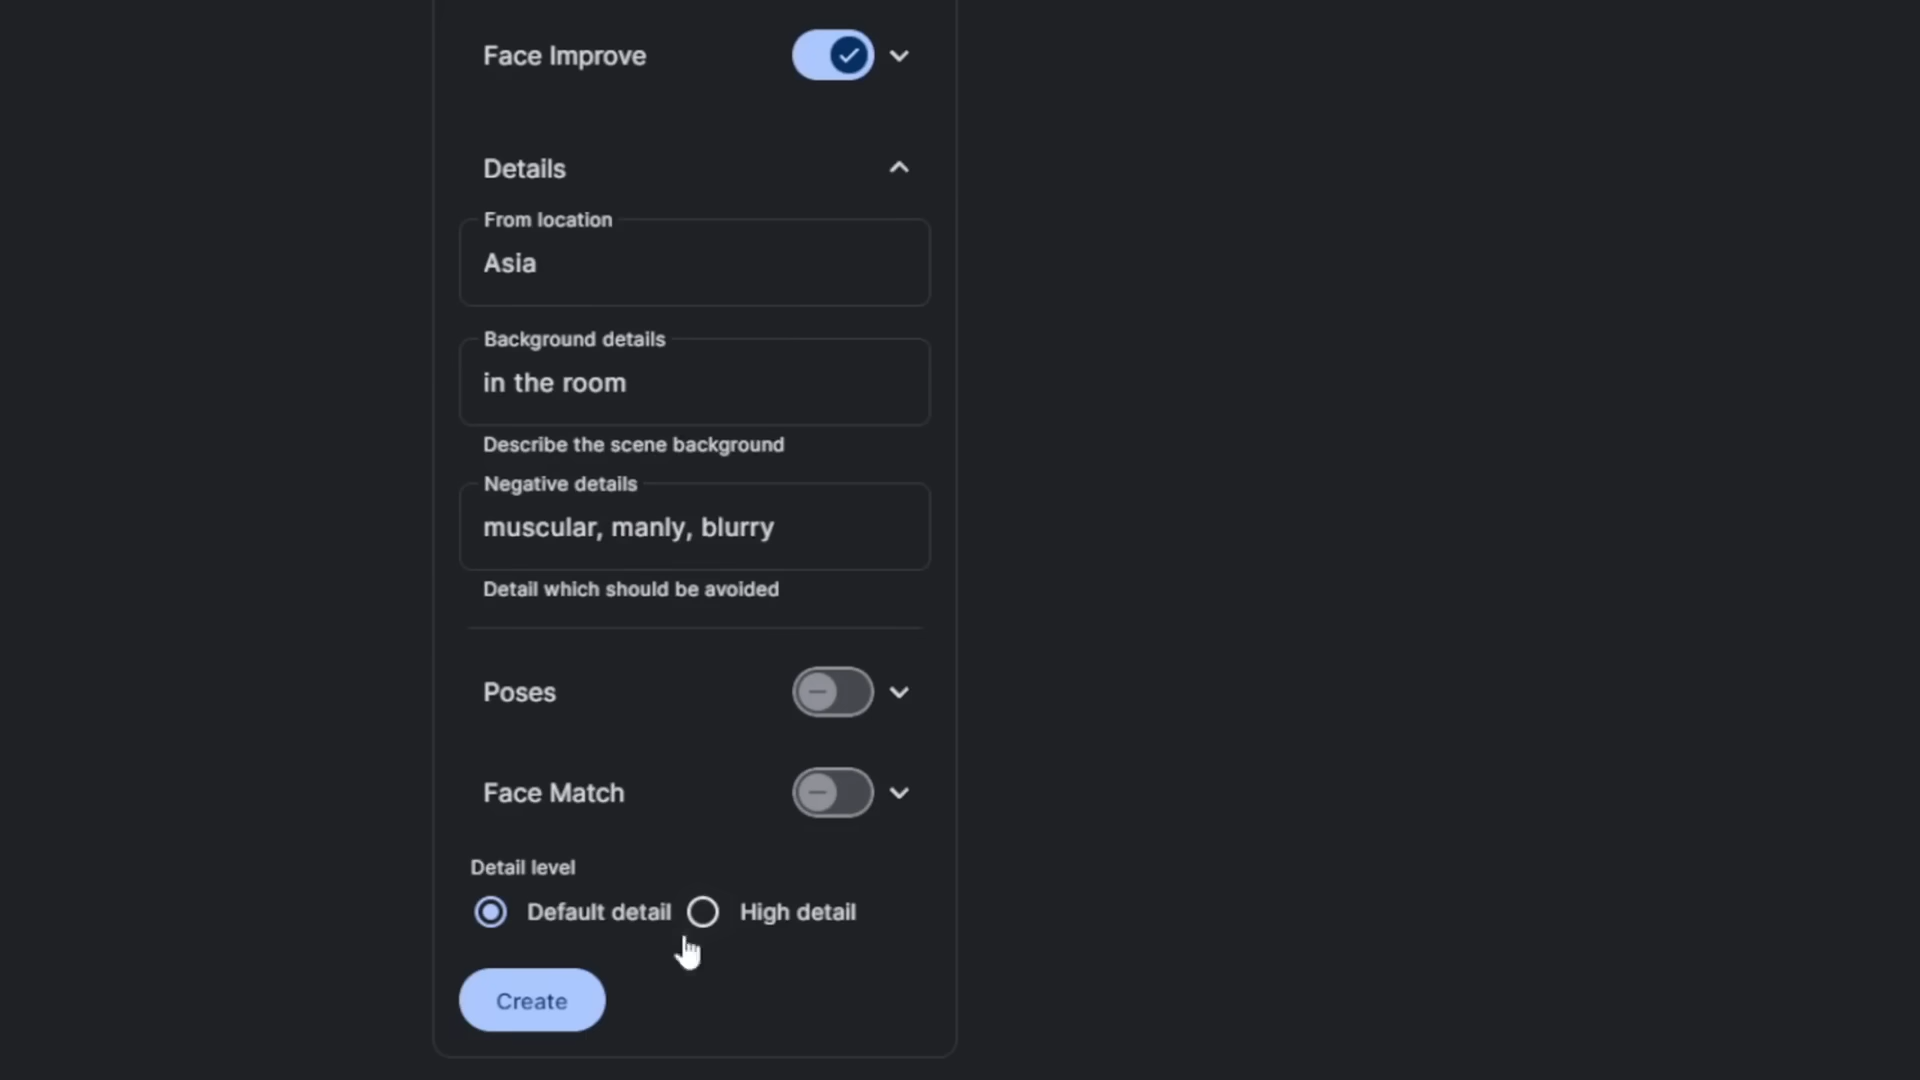 Face Improve
Details
From location
Asia
Background details
in the room
Describe the scene background
Negative details
muscular, manly, blurry
Detail which should be avoided
Poses
Face Match
Detail level
Default detail High detail
Create